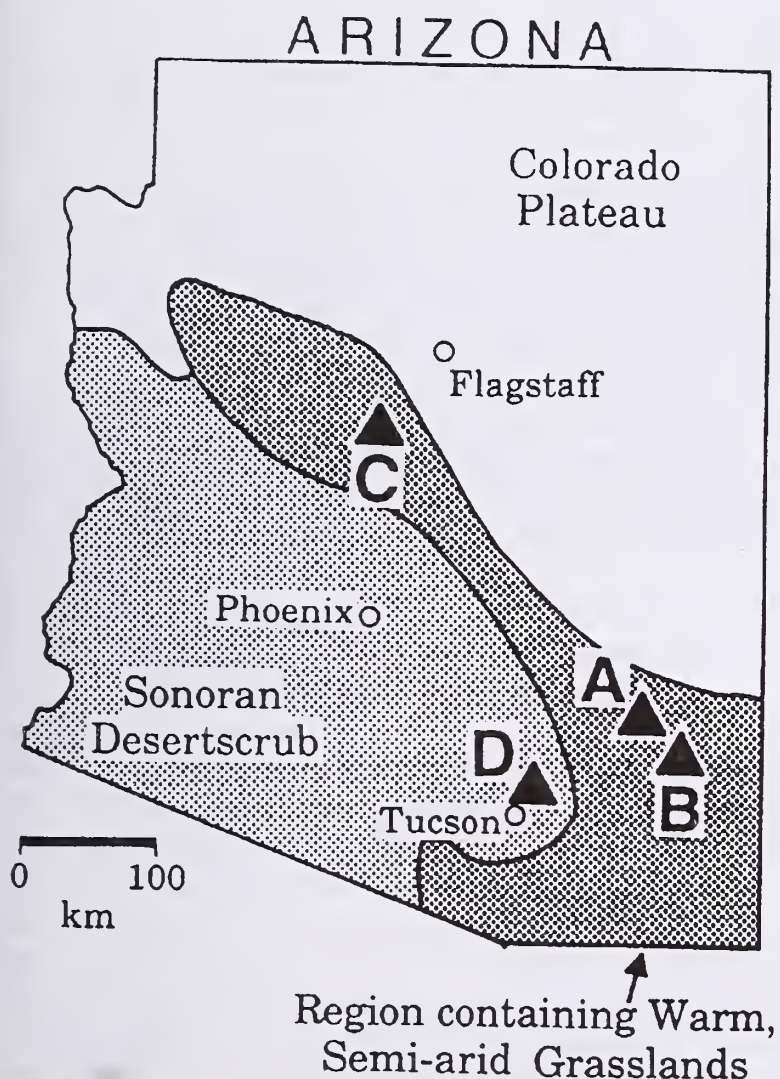 ARIZONA
Colorado
Plateau
Flagstaff
C
Phoenix
A
Sonoran
Desertscrub
D
B
Tucson
0 100
km
Region containing Warm,
Semi-arid Grasslands